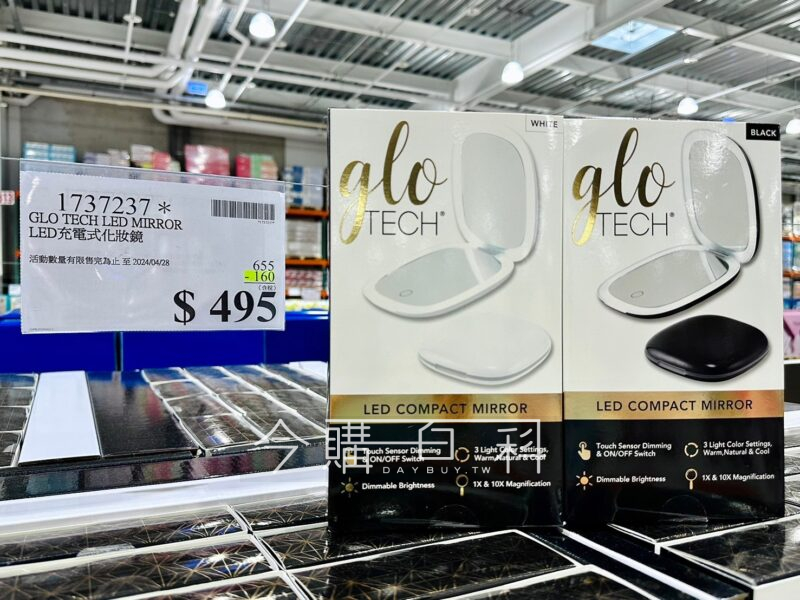 1737237 *
GLO TECH LED MIRROR
LED充電式化妝鏡
活動數量有限售完為止 至 2024/04/28
655
-160
(含稅)
$ 495
WHITE
glo
TECH®
LED COMPACT MIRROR
Touch Sensor Dimming
& ON/OFF Switch
3 Light Color Settings,
Warm,Natural & Cool
Dimmable Brightness
1X & 10X Magnification
BLACK
glo
TECH®
LED COMPACT MIRROR
Touch Sensor Dimming
& ON/OFF Switch
3 Light Color Settings,
Warm,Natural & Cool
Dimmable Brightness
1X & 10X Magnification
今購百科
DAYBUY.TW